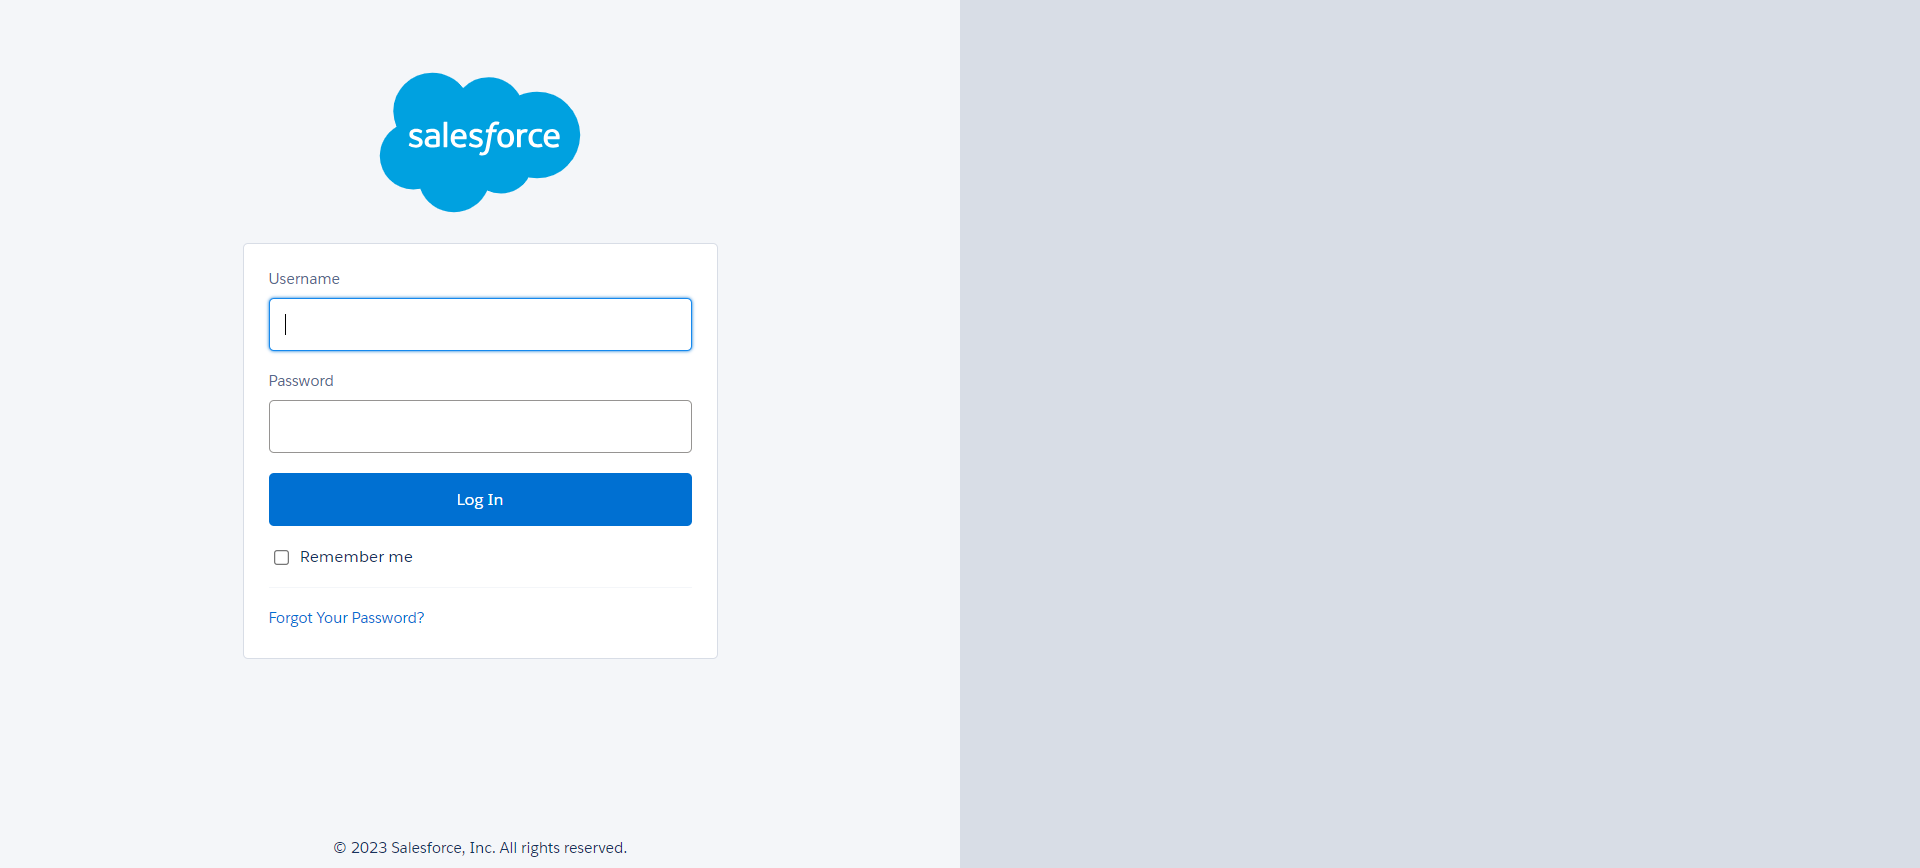 salesforce
Username
Password
Log In
Remember me
Forgot Your Password?
© 2023 Salesforce, Inc. All rights reserved.